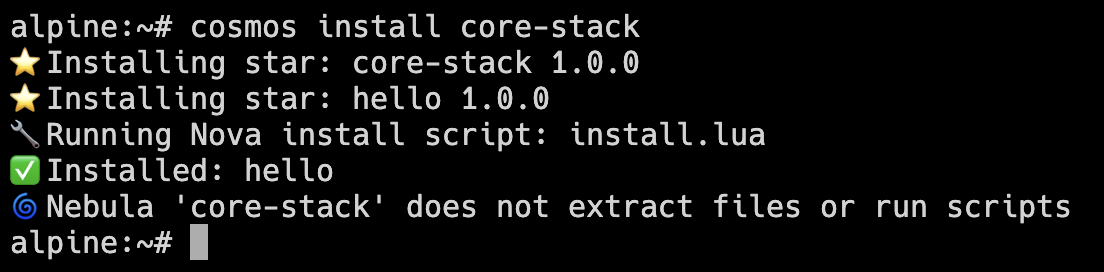 alpine:~# cosmos install core-stack
⭐Installing star: core-stack 1.0.0
⭐Installing star: hello 1.0.0
🔧Running Nova install script: install.lua
✅Installed: hello
🌀Nebula 'core-stack' does not extract files or run scripts
alpine:~#